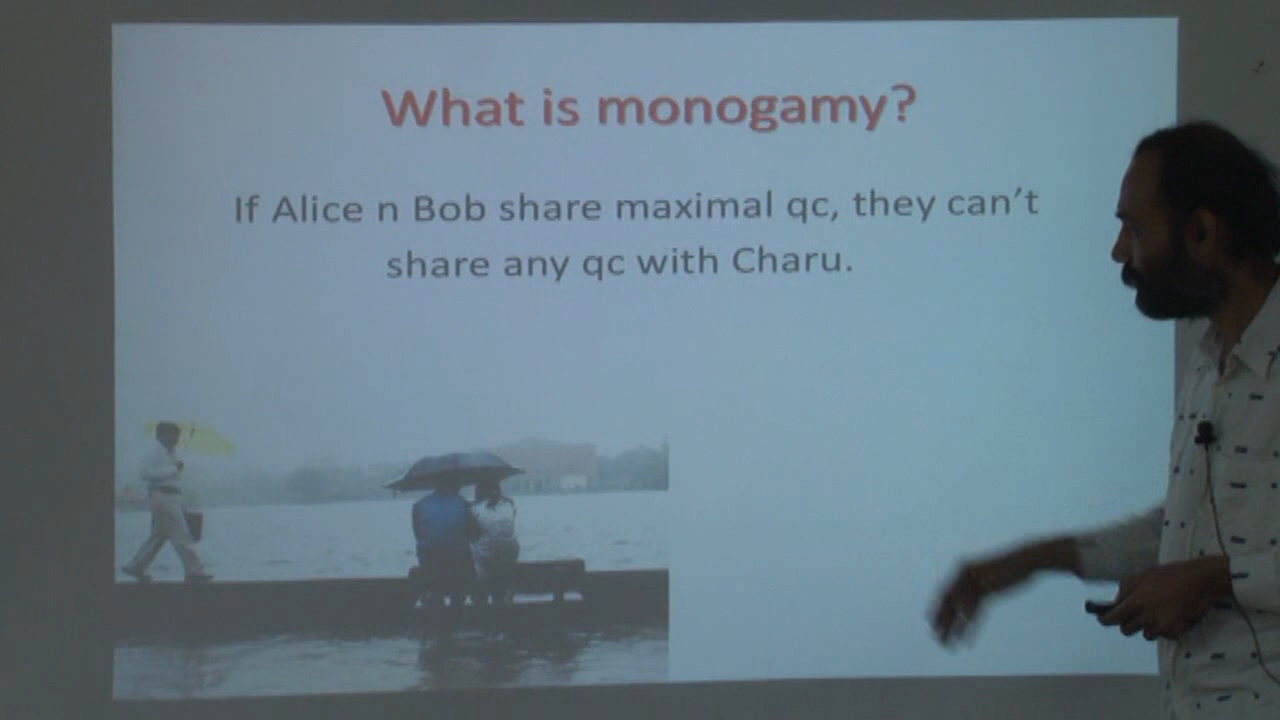 What is monogamy?
If Alice n Bob share maximal qc, they can't
share any qc with Charu.